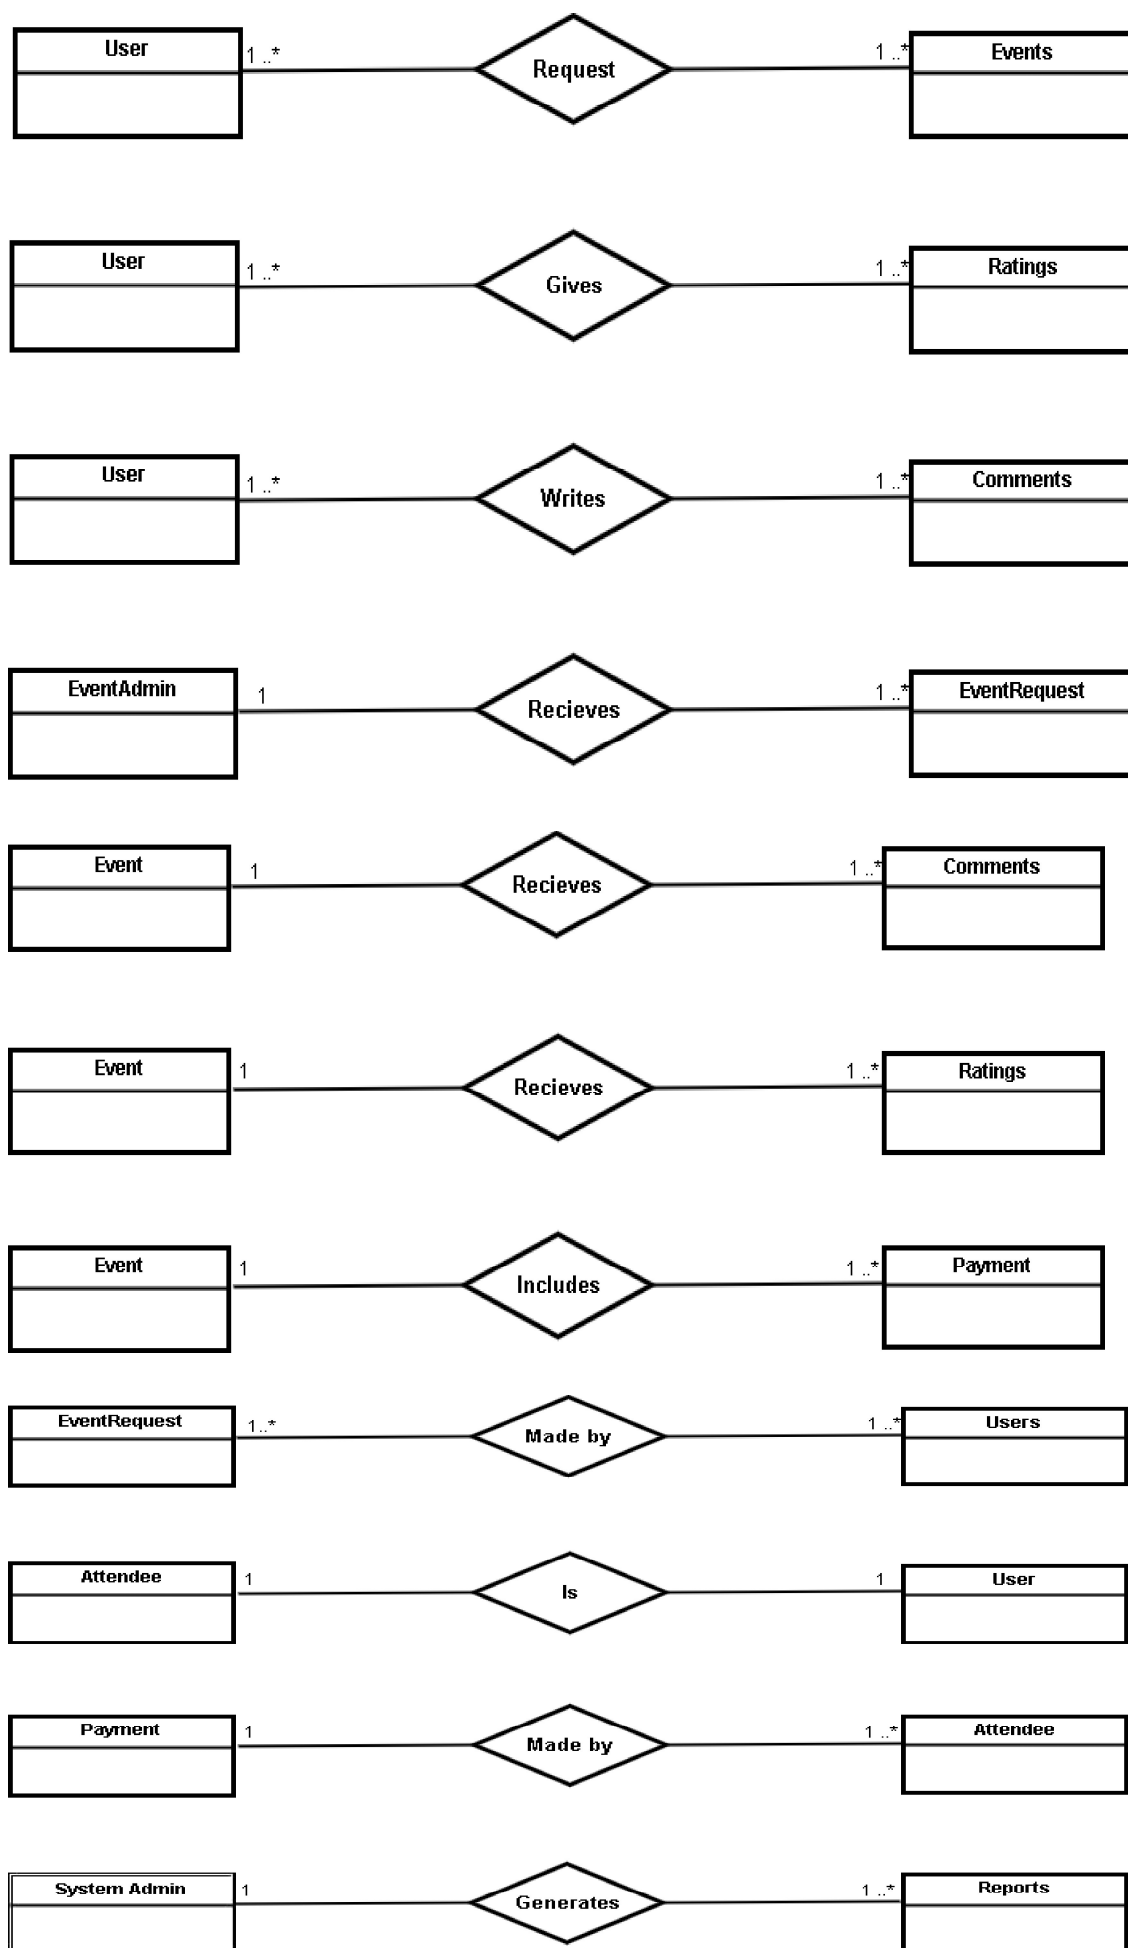 User 1 ..* Request 1 ..* Events
User 1 ..* Gives 1 ..* Ratings
User 1 ..* Writes 1 ..* Comments
EventAdmin 1 Recieves 1 ..* EventRequest
Event 1 Recieves 1 ..* Comments
Event 1 Recieves 1 ..* Ratings
Event 1 Includes 1 ..* Payment
EventRequest 1 ..* Made by 1 ..* Users
Attendee 1 Is 1 User
Payment 1 Made by 1 ..* Attendee
System Admin 1 Generates 1 ..* Reports